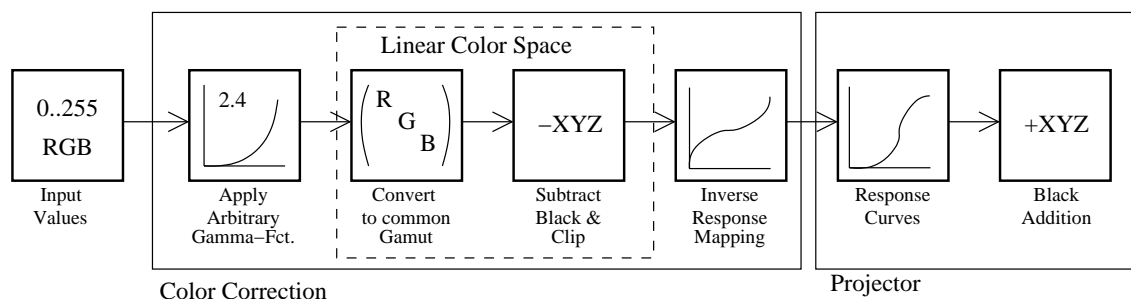 Linear Color Space
0..255
RGB
2.4
R
G
B
−XYZ
+XYZ
Input
Values
Apply
Arbitrary
Gamma−Fct.
Convert
to common
Gamut
Subtract
Black &
Clip
Inverse
Response
Mapping
Response
Curves
Black
Addition
Color Correction
Projector